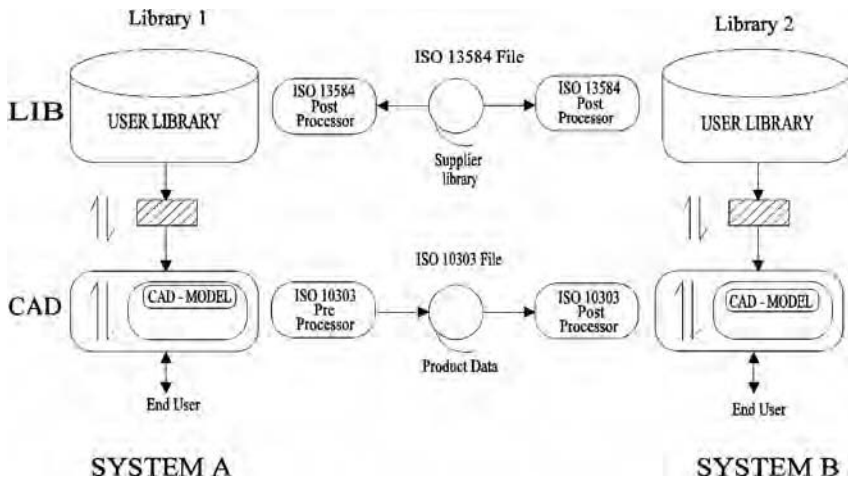 Library 1
Library 2
ISO 13584 File
LIB
USER LIBRARY
ISO 13584
Post
Processor
ISO 13584
Post
Processor
USER LIBRARY
Supplier
library
ISO 10303 File
CAD
CAD - MODEL
ISO 10303
Pre
Processor
ISO 10303
Post
Processor
CAD - MODEL
Product Data
End User
End User
SYSTEM A
SYSTEM B